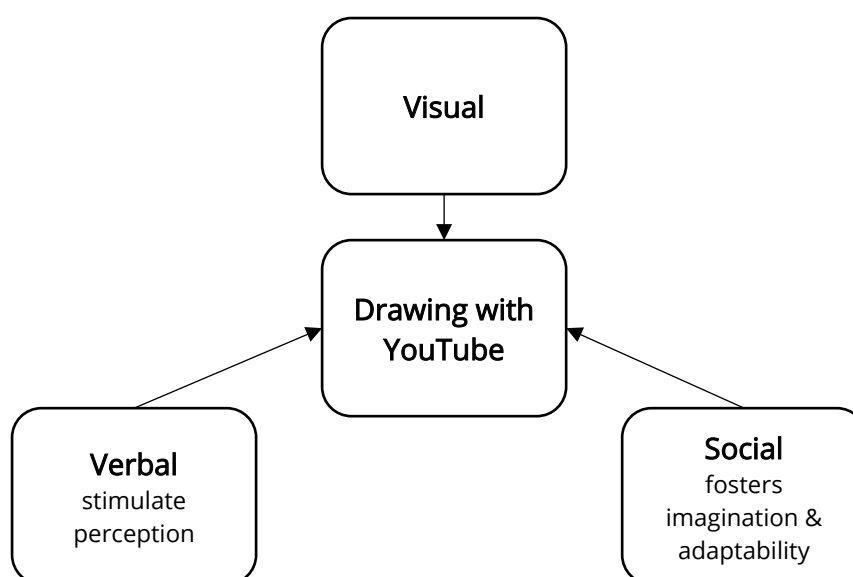 Visual
Drawing with
YouTube
Verbal
stimulate
perception
Social
fosters
imagination &
adaptability